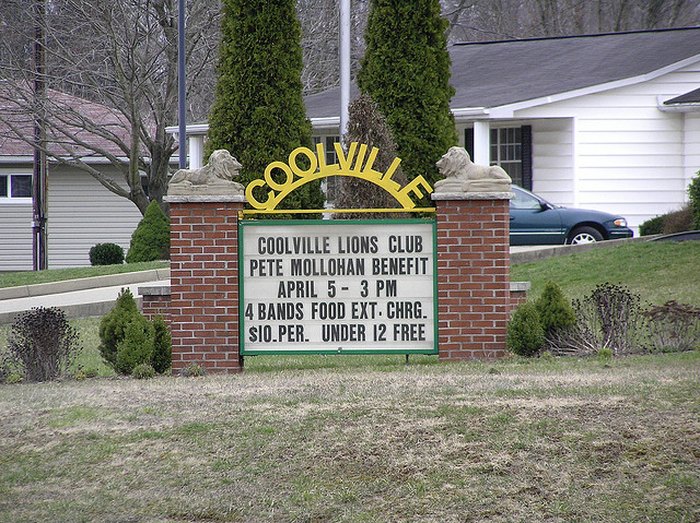 COOLVILLE
COOLVILLE LIONS CLUB
PETE MOLLOHAN BENEFIT
APRIL 5 - 3 PM
4 BANDS FOOD EXT. CHRG.
$10.PER. UNDER 12 FREE